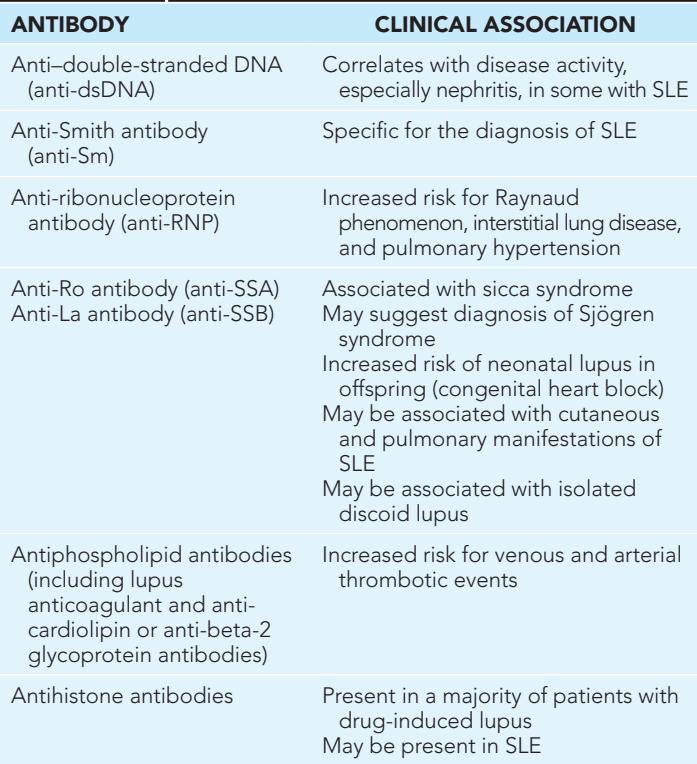 ANTIBODY
CLINICAL ASSOCIATION
Anti–double-stranded DNA
(anti-dsDNA)
Correlates with disease activity,
especially nephritis, in some with SLE
Anti-Smith antibody
(anti-Sm)
Specific for the diagnosis of SLE
Anti-ribonucleoprotein
antibody (anti-RNP)
Increased risk for Raynaud
phenomenon, interstitial lung disease,
and pulmonary hypertension
Anti-Ro antibody (anti-SSA)
Anti-La antibody (anti-SSB)
Associated with sicca syndrome
May suggest diagnosis of Sjögren
syndrome
Increased risk of neonatal lupus in
offspring (congenital heart block)
May be associated with cutaneous
and pulmonary manifestations of
SLE
May be associated with isolated
discoid lupus
Antiphospholipid antibodies
(including lupus
anticoagulant and anti-
cardiolipin or anti-beta-2
glycoprotein antibodies)
Increased risk for venous and arterial
thrombotic events
Antihistone antibodies
Present in a majority of patients with
drug-induced lupus
May be present in SLE